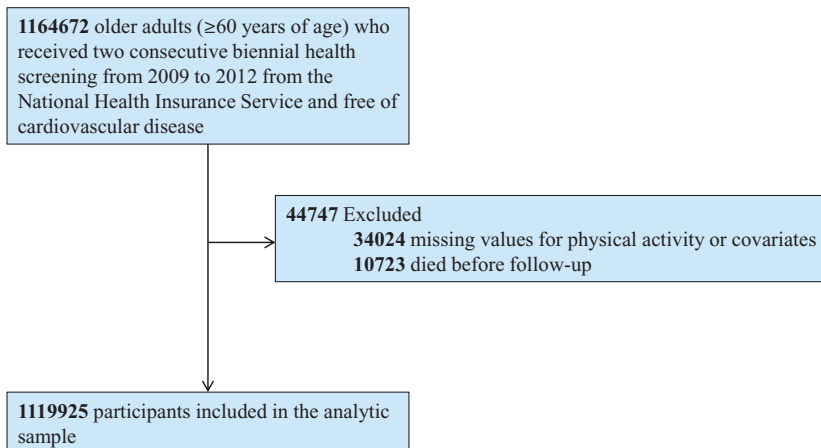 1164672 older adults (≥60 years of age) who
received two consecutive biennial health
screening from 2009 to 2012 from the
National Health Insurance Service and free of
cardiovascular disease
44747 Excluded
34024 missing values for physical activity or covariates
10723 died before follow-up
1119925 participants included in the analytic
sample